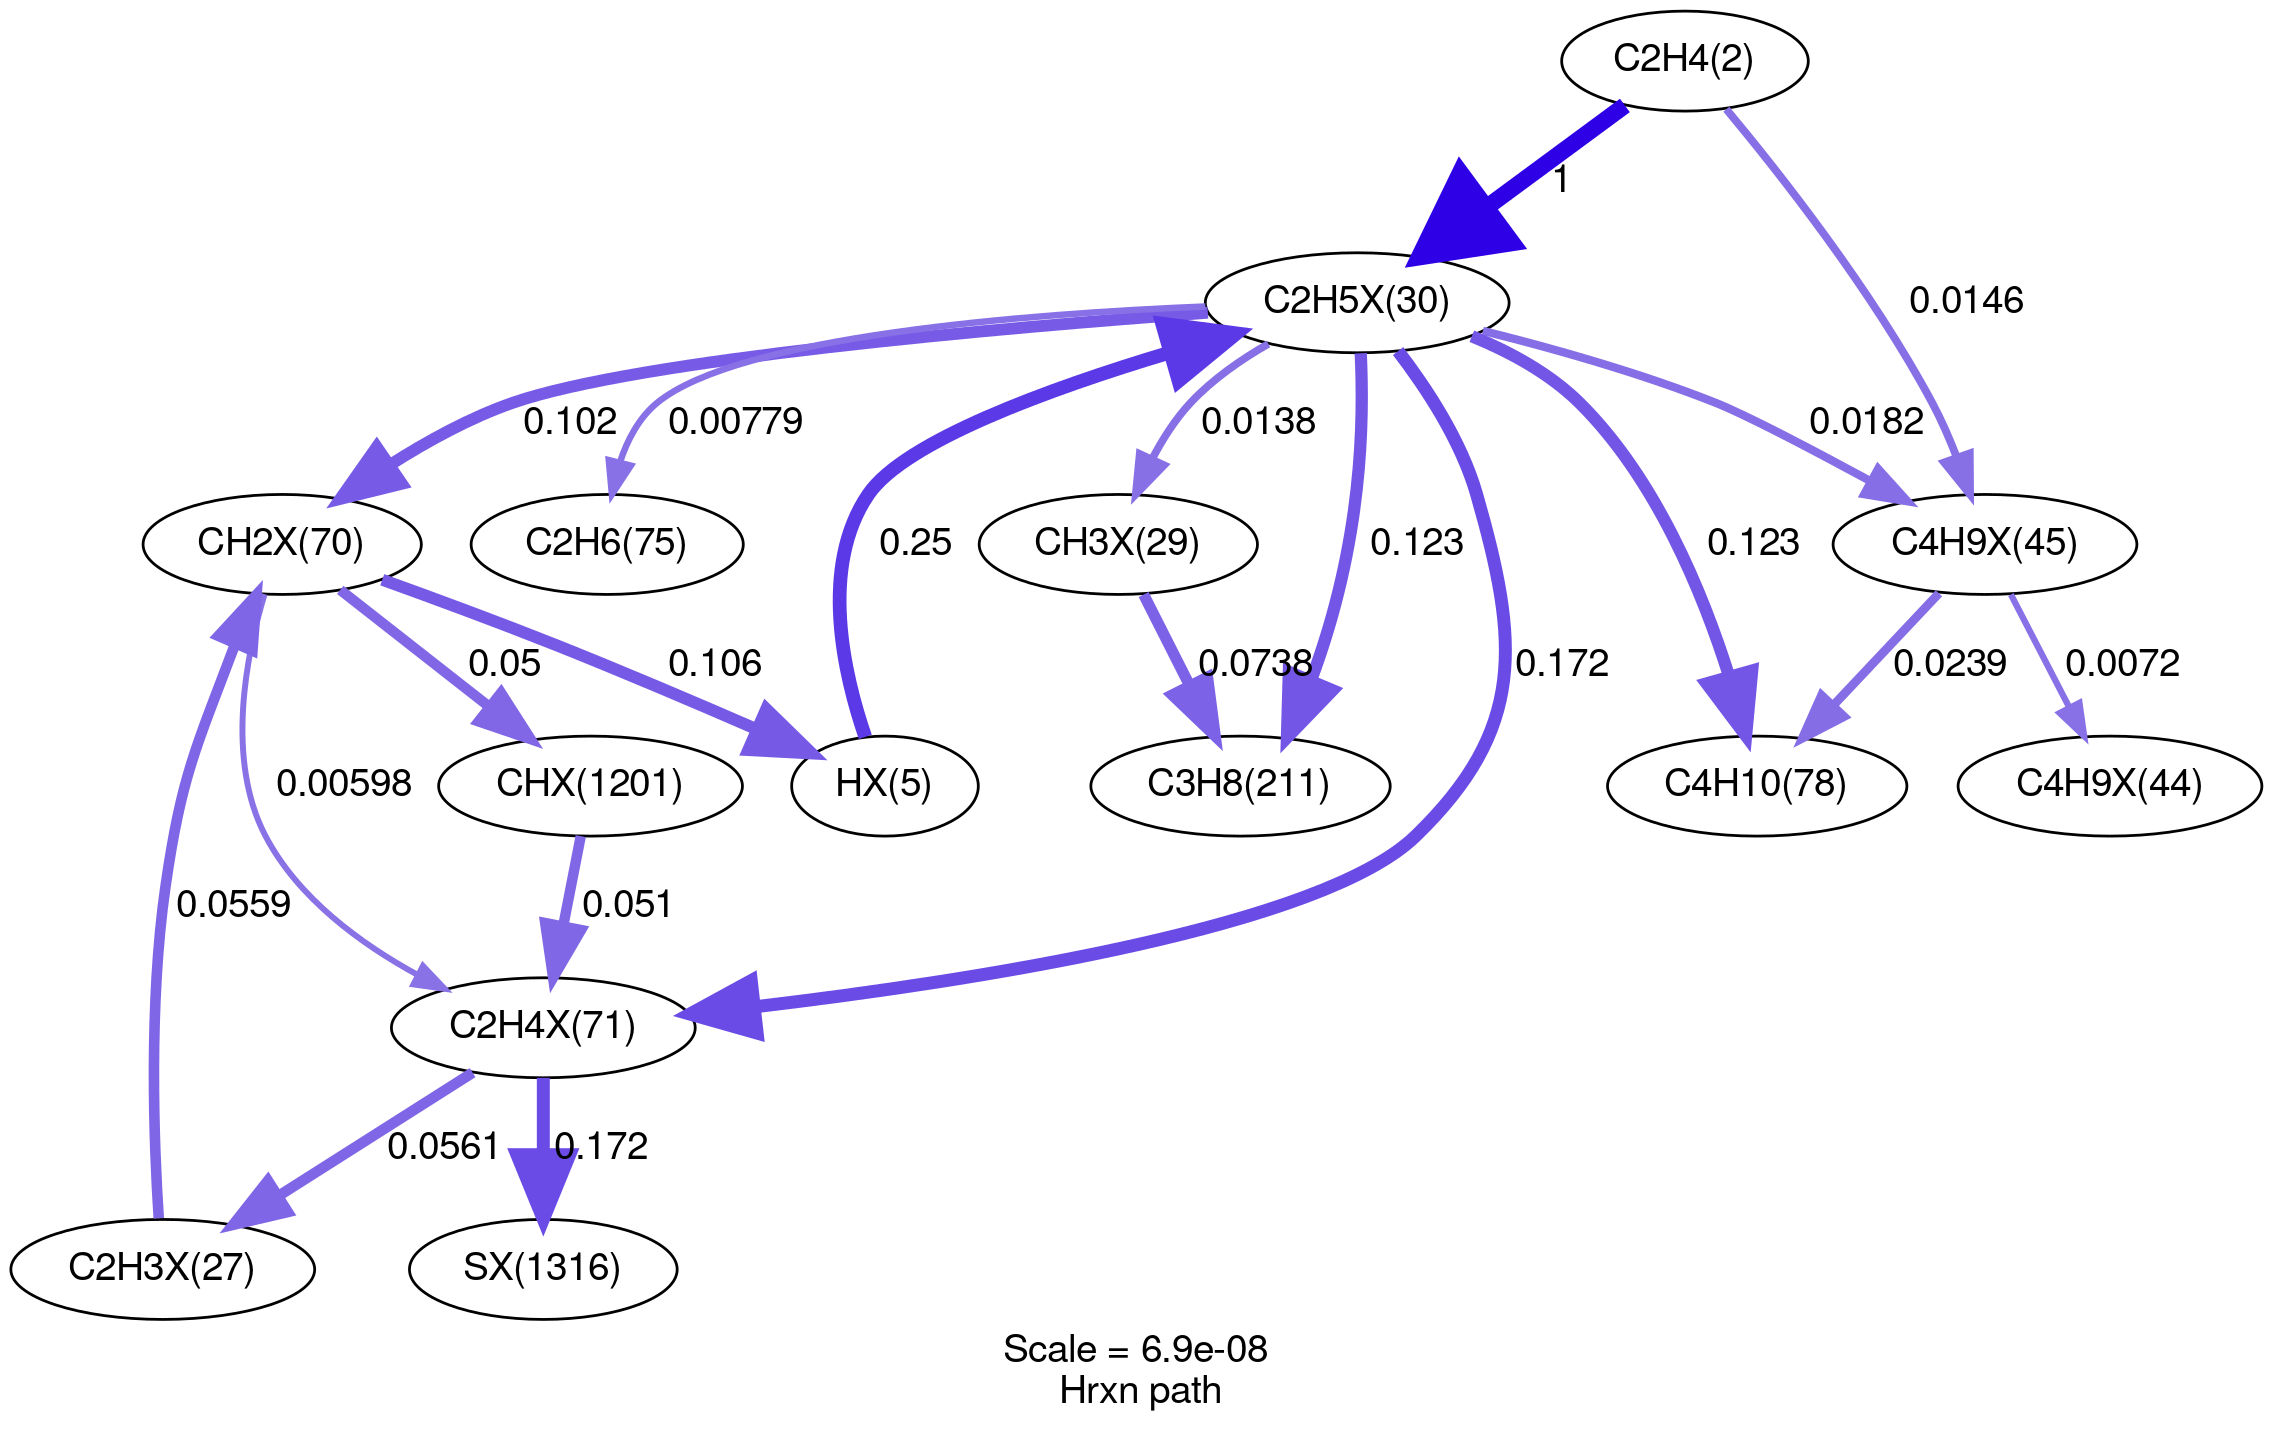 C2H4(2)
1
C2H5X(30)
0.0146
0.102
0.00779
0.0138
0.0182
CH2X(70)
C2H6(75)
0.25
CH3X(29)
0.123
0.123
C4H9X(45)
0.05
0.106
0.0738
0.172
0.0239
0.0072
0.00598
CHX(1201)
HX(5)
C3H8(211)
C4H10(78)
C4H9X(44)
0.0559
0.051
C2H4X(71)
0.0561
0.172
C2H3X(27)
SX(1316)
Scale = 6.9e-08
Hrxn path